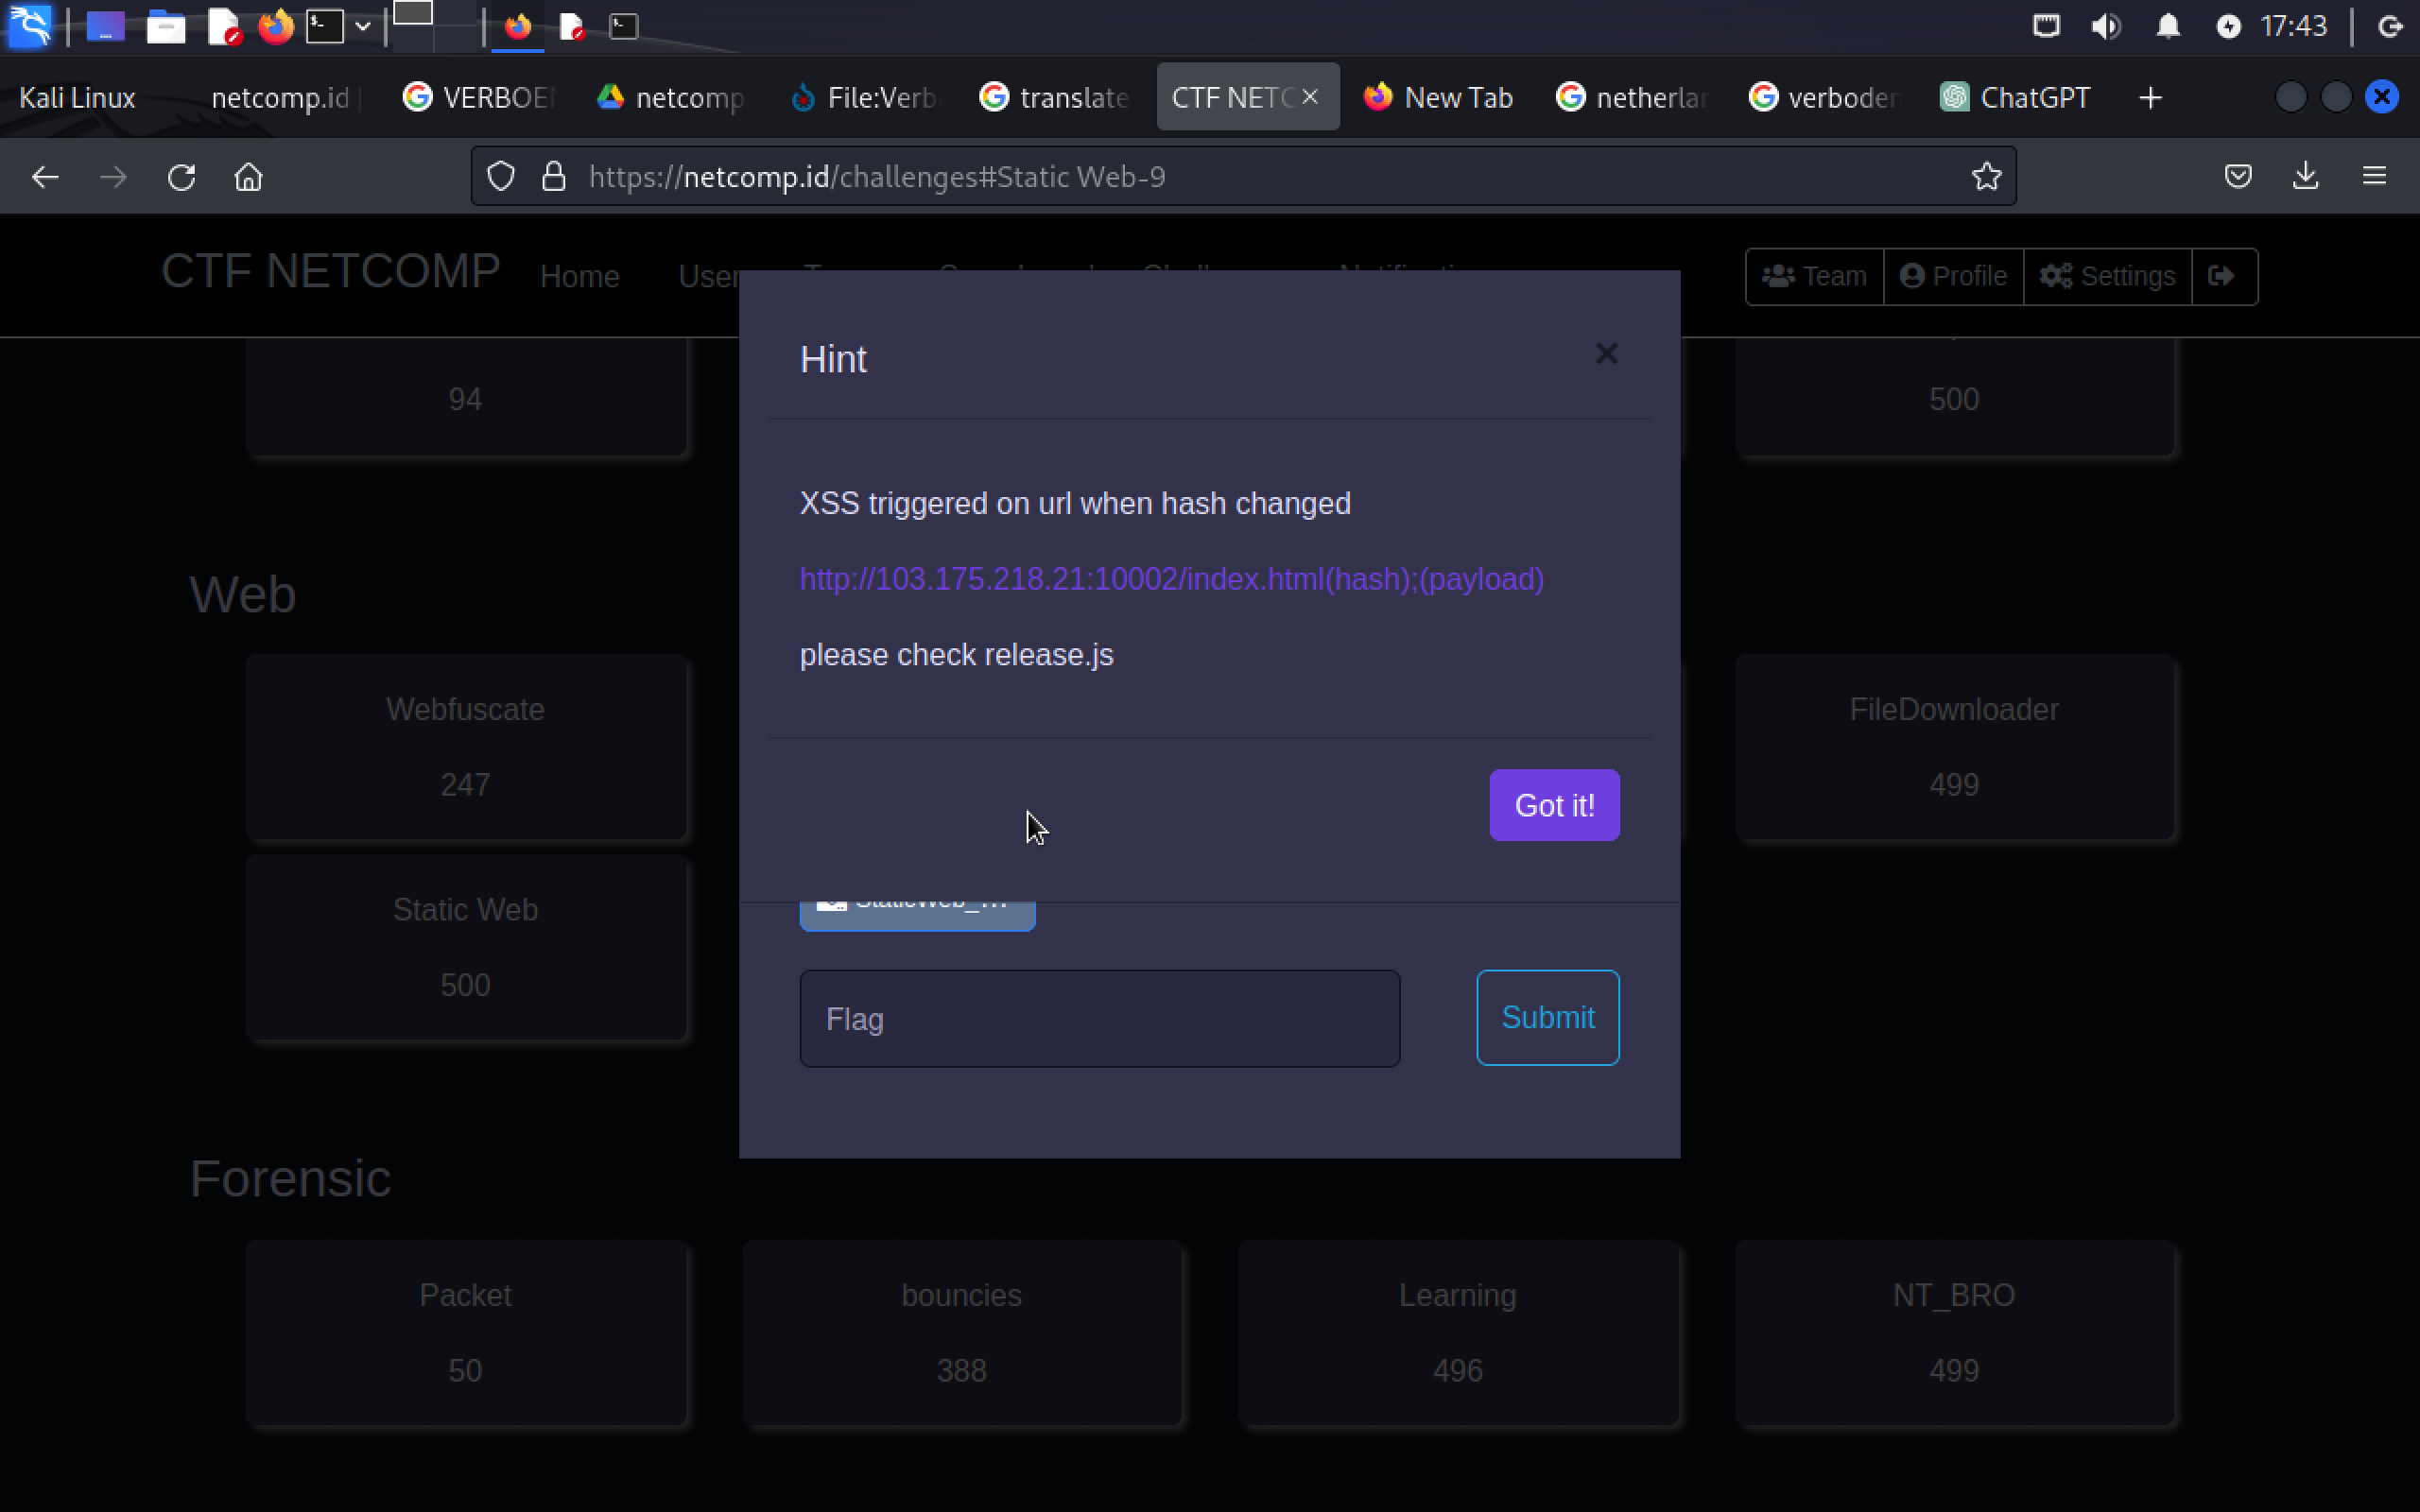 17:43
Kali Linux netcomp.id VERBOE netcomp File:Verb translate CTF NETC New Tab netherlar verboden ChatGPT
https://netcomp.id/challenges#Static Web-9
CTF NETCOMP Home User Team Profile Settings
Hint
94
500
XSS triggered on url when hash changed
http://103.175.218.21:10002/index.html(hash);(payload)
please check release.js
Web
Webfuscate
247
FileDownloader
499
Got it!
Static Web
500
StaticWeb_...
Flag
Submit
Forensic
Packet
50
bouncies
388
Learning
496
NT_BRO
499